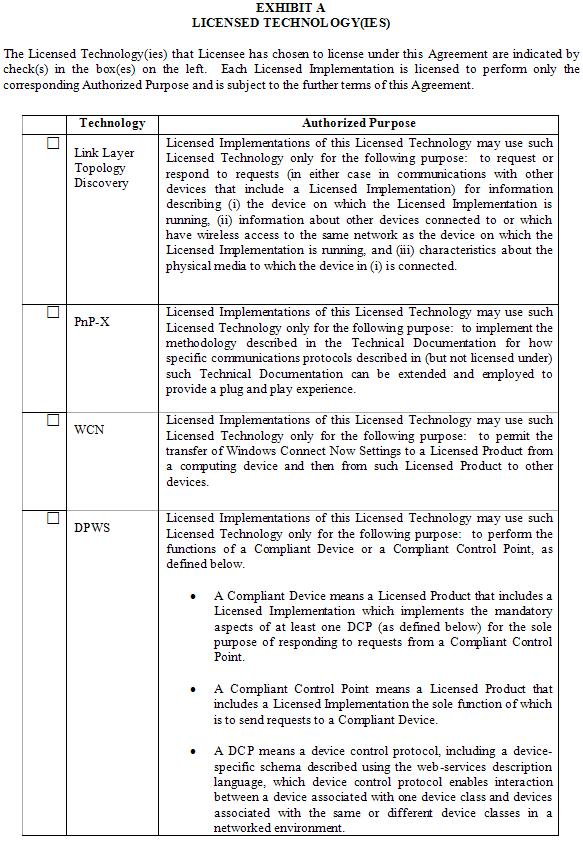 EXHIBIT A
LICENSED TECHNOLOGY(IES)
The Licensed Technology(ies) that Licensee has chosen to license under this Agreement are indicated by
check(s) in the box(es) on the left. Each Licensed Implementation is licensed to perform only the
corresponding Authorized Purpose and is subject to the further terms of this Agreement.
Technology
Authorized Purpose
Link Layer
Topology
Discovery
Licensed Implementations of this Licensed Technology may use such
Licensed Technology only for the following purpose: to request or
respond to requests (in either case in communications with other
devices that include a Licensed Implementation) for information
describing (i) the device on which the Licensed Implementation is
running, (ii) information about other devices connected to or which
have wireless access to the same network as the device on which the
Licensed Implementation is running, and (iii) characteristics about the
physical media to which the device in (i) is connected.
PnP-X
Licensed Implementations of this Licensed Technology may use such
Licensed Technology only for the following purpose: to implement the
methodology described in the Technical Documentation for how
specific communications protocols described in (but not licensed under)
such Technical Documentation can be extended and employed to
provide a plug and play experience.
WCN
Licensed Implementations of this Licensed Technology may use such
Licensed Technology only for the following purpose: to permit the
transfer of Windows Connect Now Settings to a Licensed Product from
a computing device and then from such Licensed Product to other
devices.
DPWS
Licensed Implementations of this Licensed Technology may use such
Licensed Technology only for the following purpose: to perform the
functions of a Compliant Device or a Compliant Control Point, as
defined below.
• A Compliant Device means a Licensed Product that includes a
Licensed Implementation which implements the mandatory
aspects of at least one DCP (as defined below) for the sole
purpose of responding to requests from a Compliant Control
Point.
• A Compliant Control Point means a Licensed Product that
includes a Licensed Implementation the sole function of which
is to send requests to a Compliant Device.
• A DCP means a device control protocol, including a device-
specific schema described using the web-services description
language, which device control protocol enables interaction
between a device associated with one device class and devices
associated with the same or different device classes in a
networked environment.